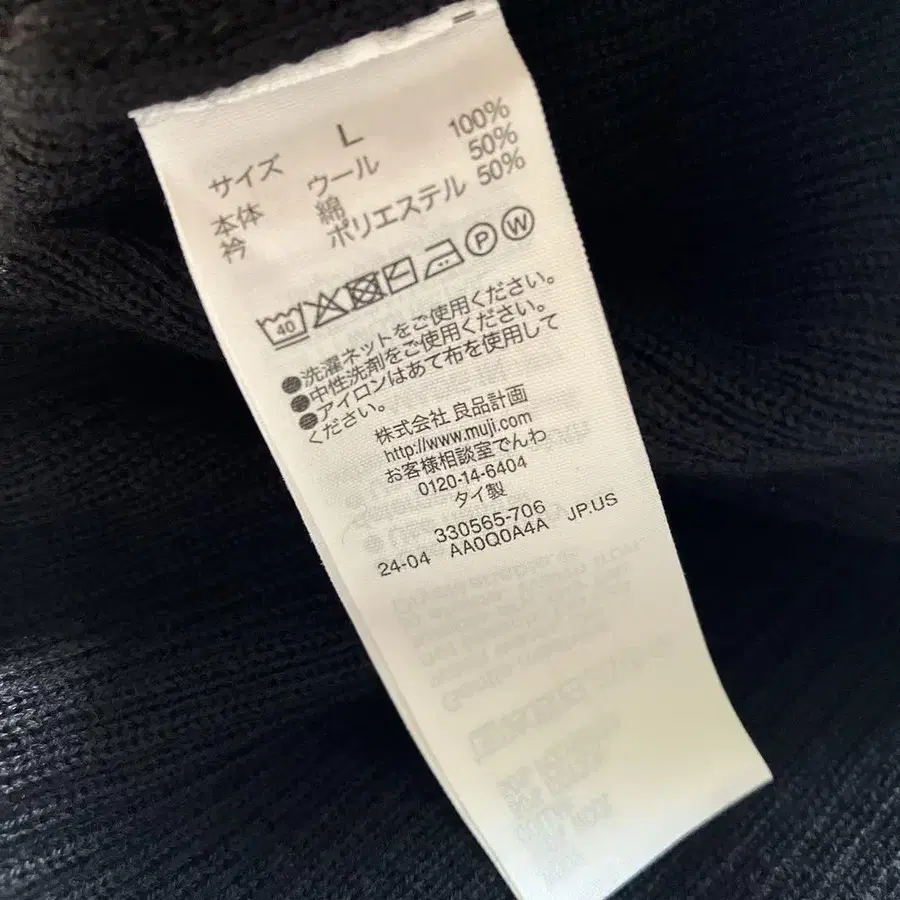 サイズ L
本体 ウール 100%
衿 綿 50%
ポリエステル 50%
40 P W
●洗濯ネットをご使用ください。
●中性洗剤をご使用ください。
●アイロンはあて布を使用して
ください。
株式会社 良品計画
http://www.muji.com
お客様相談室でんわ
0120-14-6404
タイ製
330565-706
24-04 AA0Q0A4A JP.US